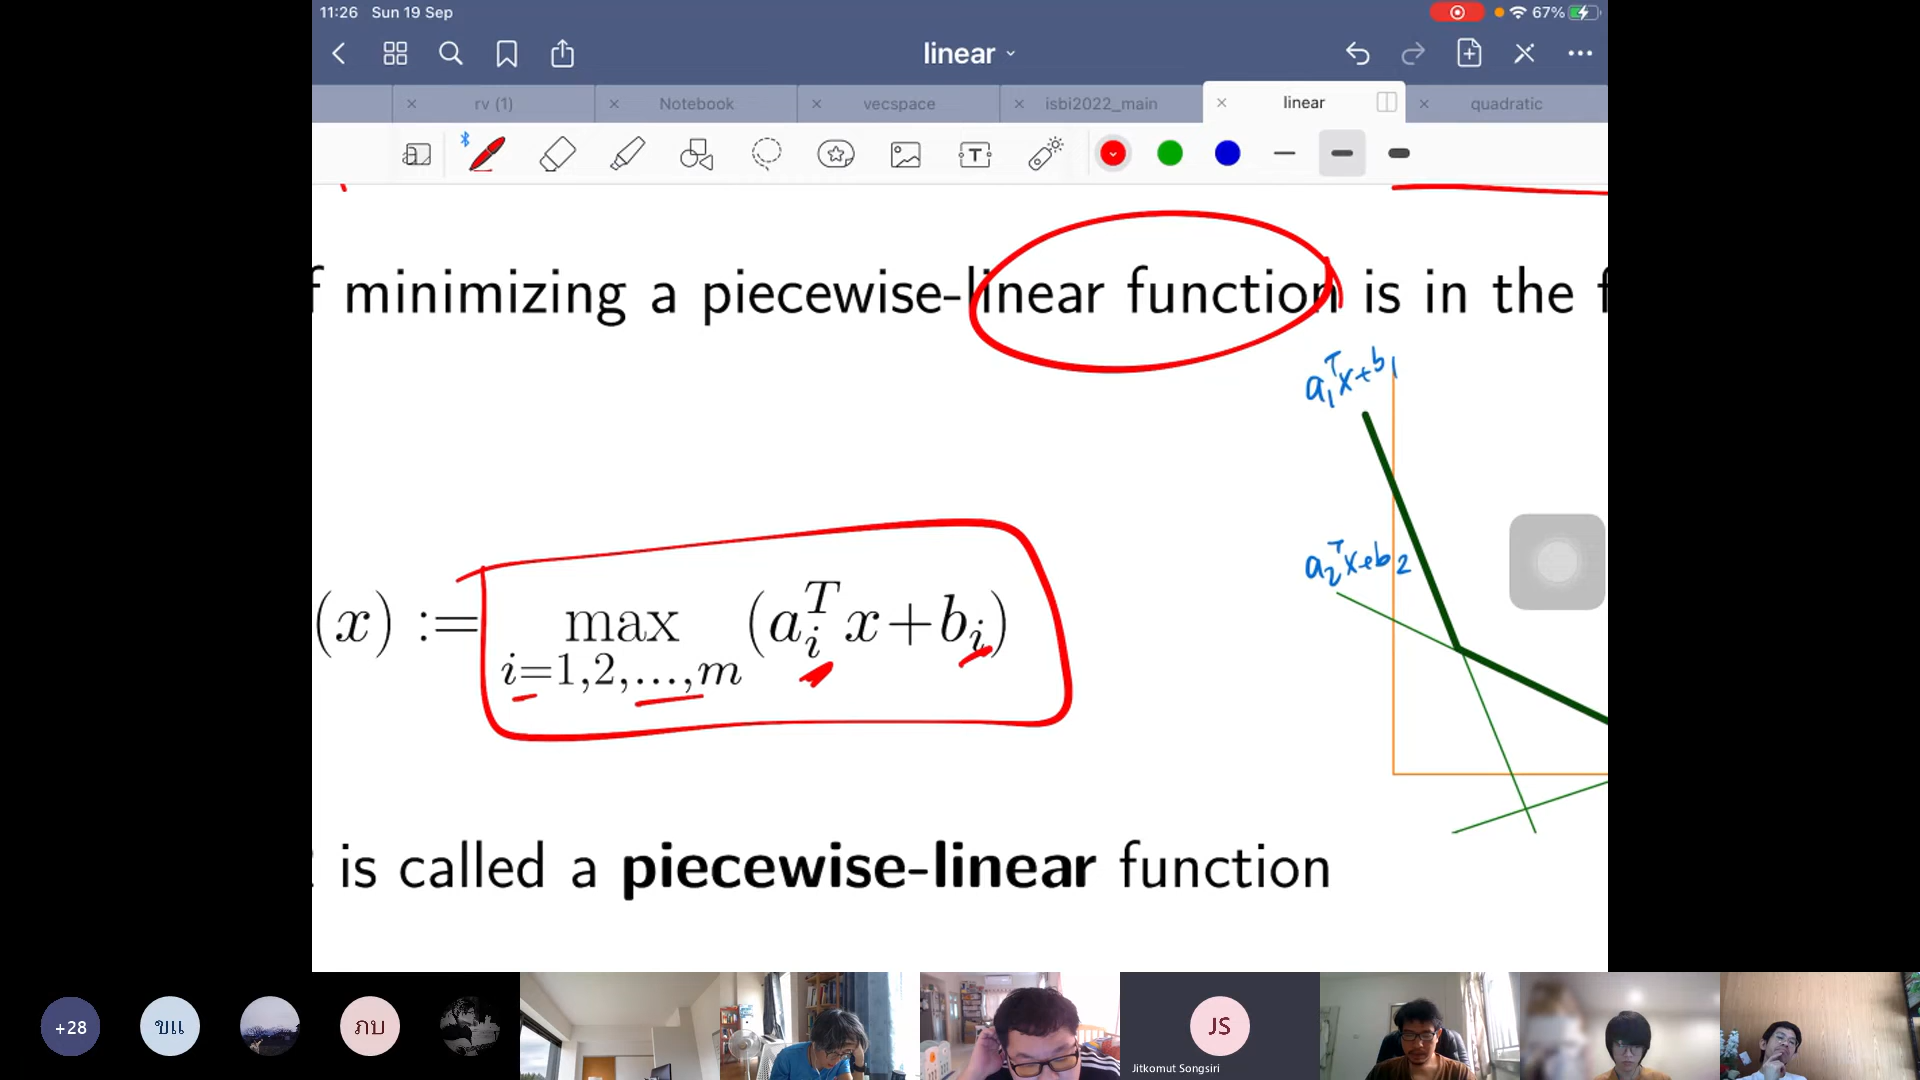 11:26 Sun 19 Sep
67%
linear
rv (1)
Notebook
vecspace
isbi2022_main
linear
quadratic
f minimizing a piecewise-linear function is in the f
a₁ᵀx+b₁
a₂ᵀx+b₂
(x) := max (aᵢᵀx+bᵢ)
i=1,2,...,m
is called a piecewise-linear function
+28
ขแ
ภบ
JS
Jitkomut Songsiri